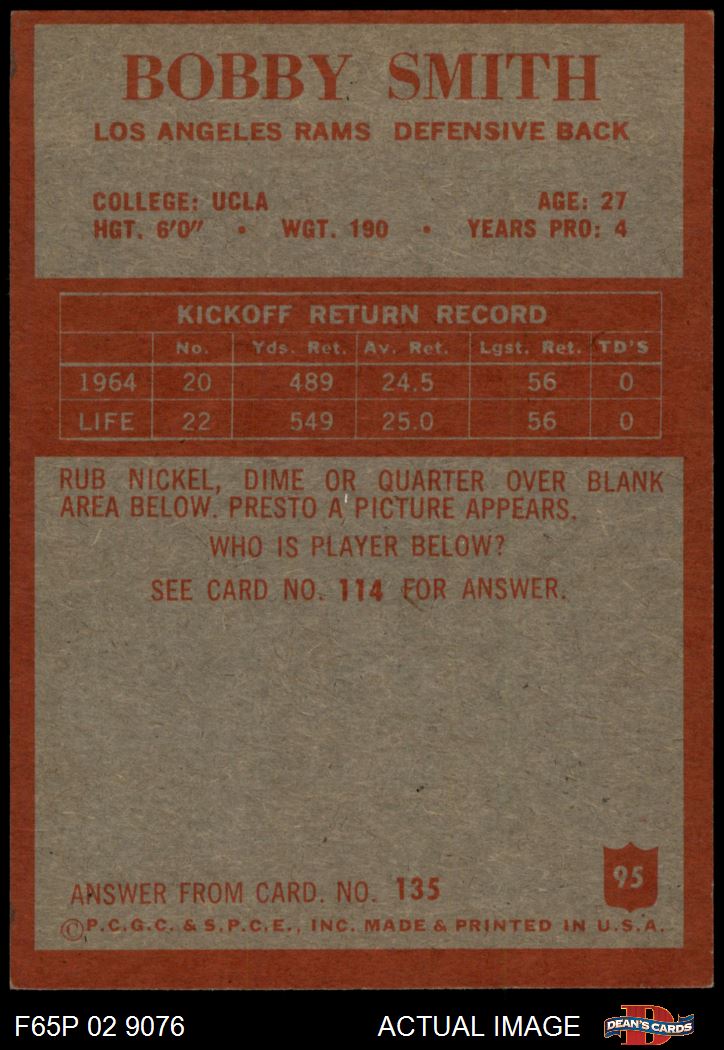 BOBBY SMITH
LOS ANGELES RAMS DEFENSIVE BACK
COLLEGE: UCLA AGE: 27
HGT. 6'0" • WGT. 190 • YEARS PRO: 4
KICKOFF RETURN RECORD
No. Yds. Ret. Av. Ret. Lgst. Ret. TD'S
1964 20 489 24.5 56 0
LIFE 22 549 25.0 56 0
RUB NICKEL, DIME OR QUARTER OVER BLANK
AREA BELOW. PRESTO A PICTURE APPEARS.
WHO IS PLAYER BELOW?
SEE CARD NO. 114 FOR ANSWER.
95
ANSWER FROM CARD. NO. 135
©P.C.G.C. & S.P.C.E., INC. MADE & PRINTED IN U.S.A.
F65P 02 9076 ACTUAL IMAGE
D
DEAN'S CARDS